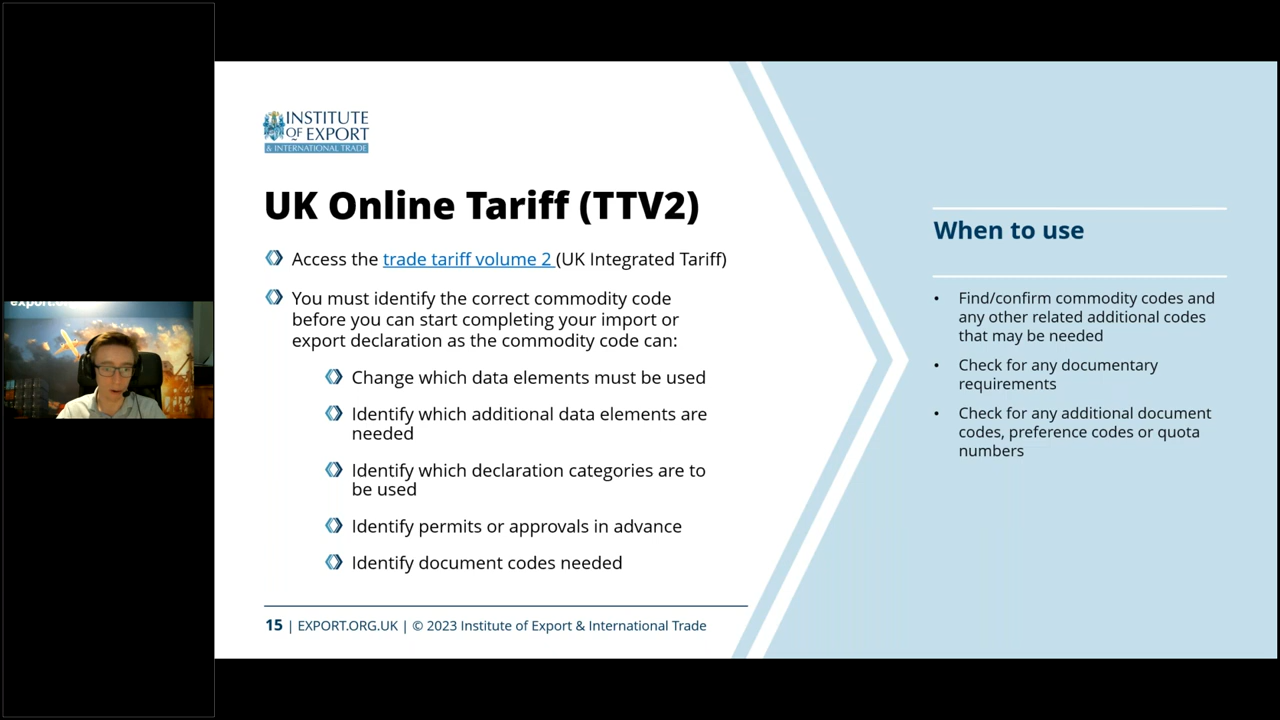 INSTITUTE
OF EXPORT
& INTERNATIONAL TRADE
UK Online Tariff (TTV2)
Access the trade tariff volume 2 (UK Integrated Tariff)
You must identify the correct commodity code
before you can start completing your import or
export declaration as the commodity code can:
Change which data elements must be used
Identify which additional data elements are
needed
Identify which declaration categories are to
be used
Identify permits or approvals in advance
Identify document codes needed
15 | EXPORT.ORG.UK | © 2023 Institute of Export & International Trade
When to use
• Find/confirm commodity codes and
any other related additional codes
that may be needed
• Check for any documentary
requirements
• Check for any additional document
codes, preference codes or quota
numbers